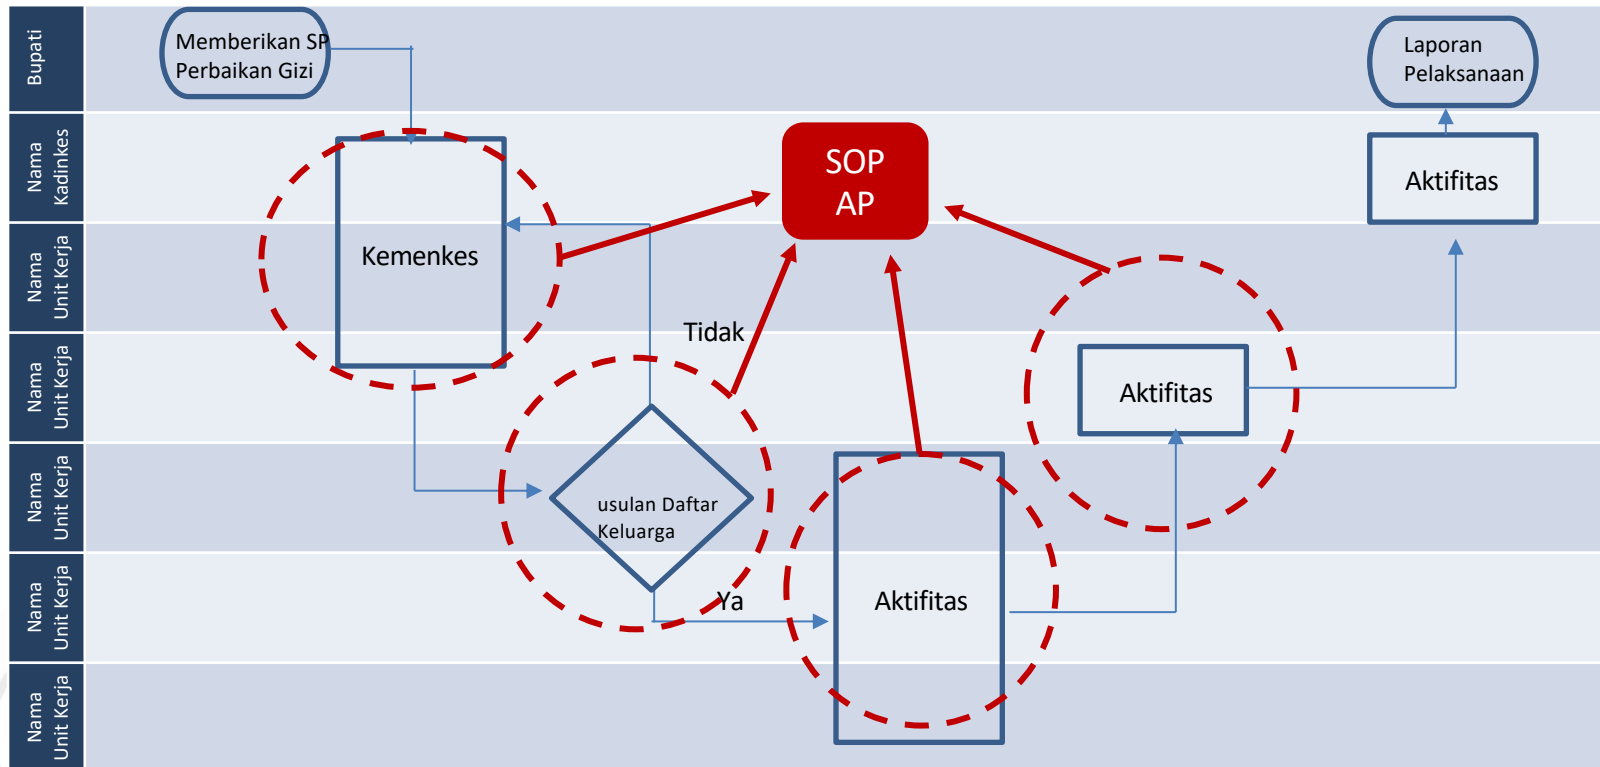 Bupati
Memberikan SP
Perbaikan Gizi
Laporan
Pelaksanaan
Nama
Kadinkes
SOP
AP
Aktifitas
Nama
Unit Kerja
Kemenkes
Tidak
Nama
Unit Kerja
Aktifitas
Nama
Unit Kerja
usulan Daftar
Keluarga
Nama
Unit Kerja
Ya
Aktifitas
Nama
Unit Kerja